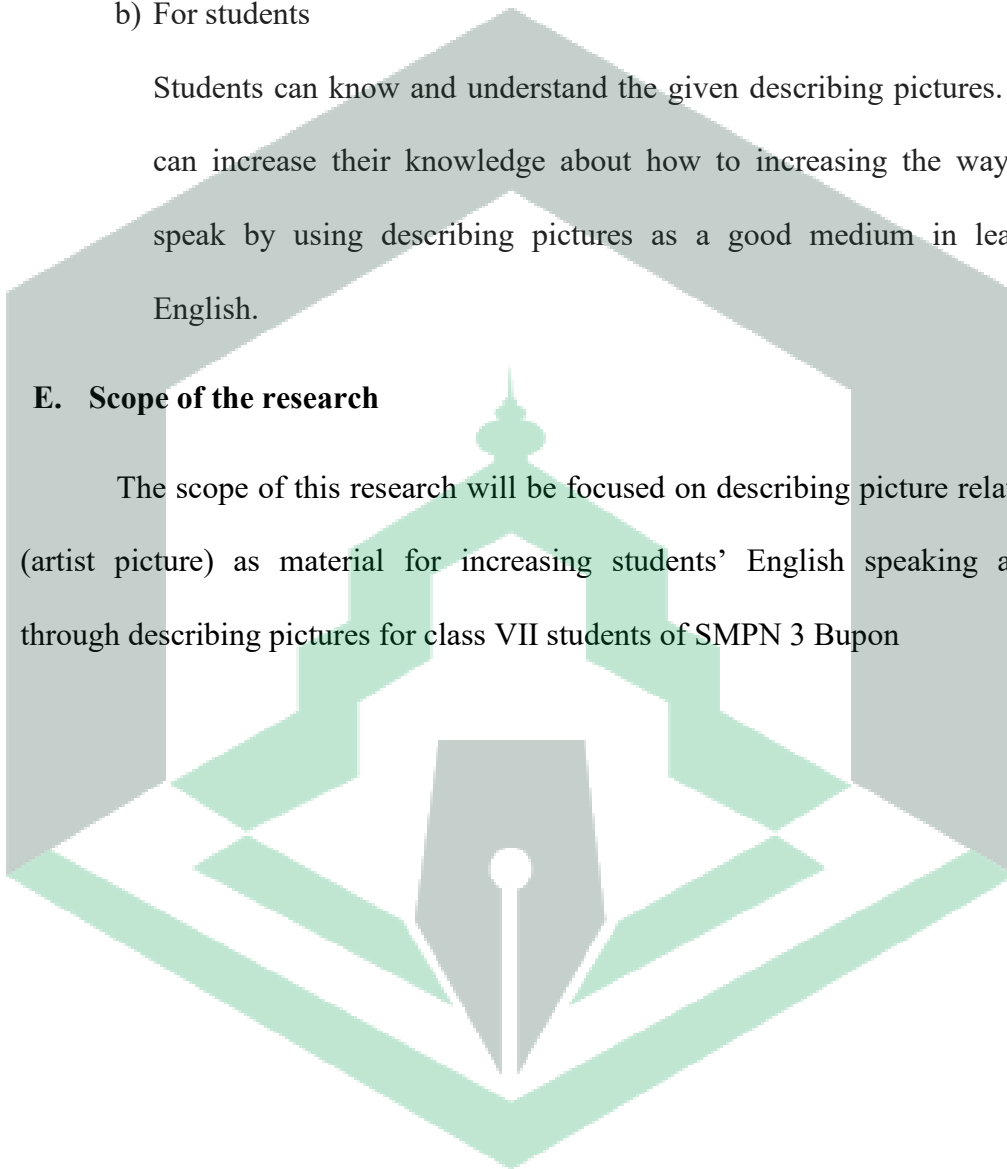 b) For students
Students can know and understand the given describing pictures.
can increase their knowledge about how to increasing the way
speak by using describing pictures as a good medium in
English.
E. Scope of the research
The scope of this research will be focused on describing picture
(artist picture) as material for increasing students’ English speaking
through describing pictures for class VII students of SMPN 3 Bupon